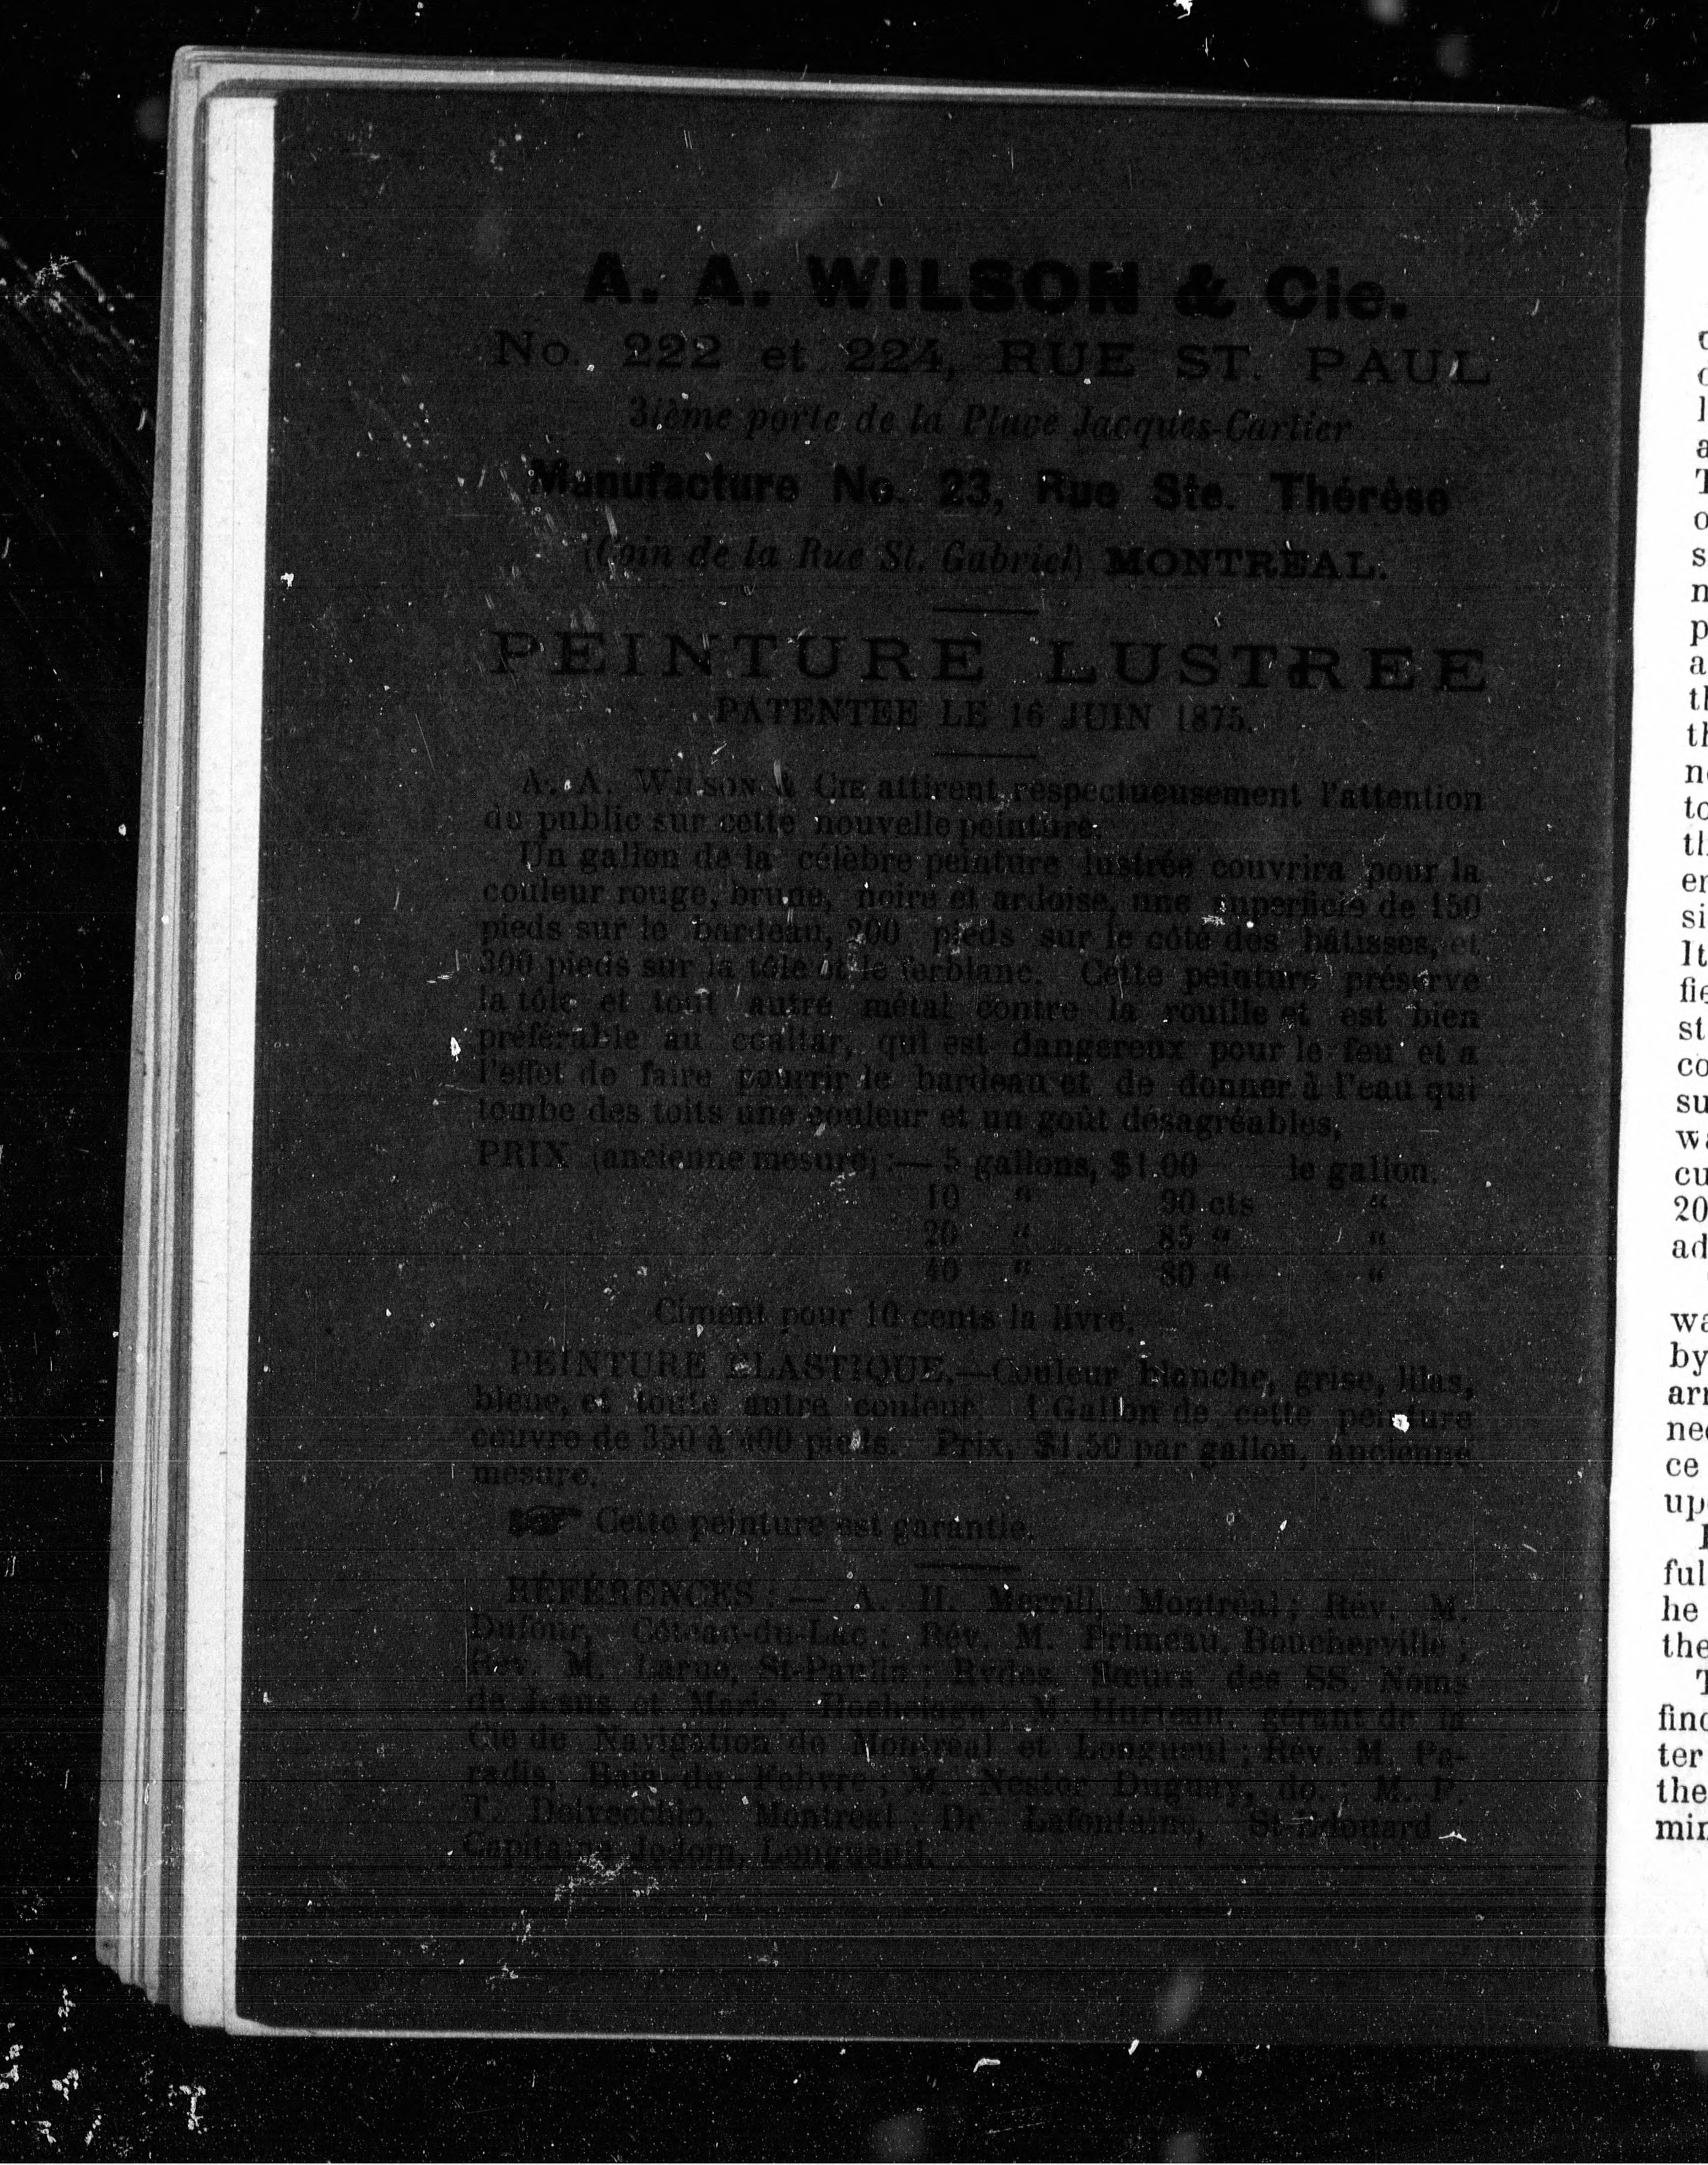 A. A. WILSON & Cie.
No. 222 et 224, RUE ST. PAUL
3ième porte de la Place Jacques-Cartier
Manufacture No. 23, Rue Ste. Thérèse
(Coin de la Rue St. Gabriel) MONTREAL.
PEINTURE LUSTREE
PATENTEE LE 16 JUIN 1875.
A. A. WILSON & CIE attirent respectueusement l'attention
du public sur cette nouvelle peinture.
Un gallon de la célèbre peinture lustrée couvrira pour la
couleur rouge, brune, noire et ardoise, une superficie de 150
pieds sur le bardeau, 200 pieds sur le côté des bâtisses, et
300 pieds sur la tôle et le ferblanc. Cette peinture préserve
la tôle et tout autre métal contre la rouille et est bien
préférable au coaltar, qui est dangereux pour le feu et a
l'effet de faire pourrir le bardeau et de donner à l'eau qui
tombe des toits une couleur et un goût désagréables,
PRIX (ancienne mesure) :— 5 gallons, $1.00 le gallon.
10 " 90 cts "
20 " 85 " "
40 " 80 " "
Ciment pour 10 cents la livre.
PEINTURE ELASTIQUE.—Couleur blanche, grise, lilas,
bleue, et toute autre couleur 1 Gallon de cette peinture
couvre de 350 à 400 pieds. Prix, $1.50 par gallon, ancienne
mesure.
☞ Cette peinture est garantie.
RÉFÉRENCES :— A. H. Merrill, Montréal ; Rév. M.
Dufour, Côteau-du-Lac ; Rév. M. Primeau, Boucherville ;
Rév. M. Larue, St-Paulin ; Rvdes. Sœurs des SS. Noms
de Jésus et Marie, Hochelaga ; M. Hurteau, gérant de la
Cie de Navigation de Montréal et Longueuil ; Rév. M. Pa-
radis, Baie-du-Febvre ; M. Nestor Duguay, do. ; M. P.
T. Delvecchio, Montréal ; Dr Lafontaine, St-Edouard
Capitaine Jodoin, Longueuil.